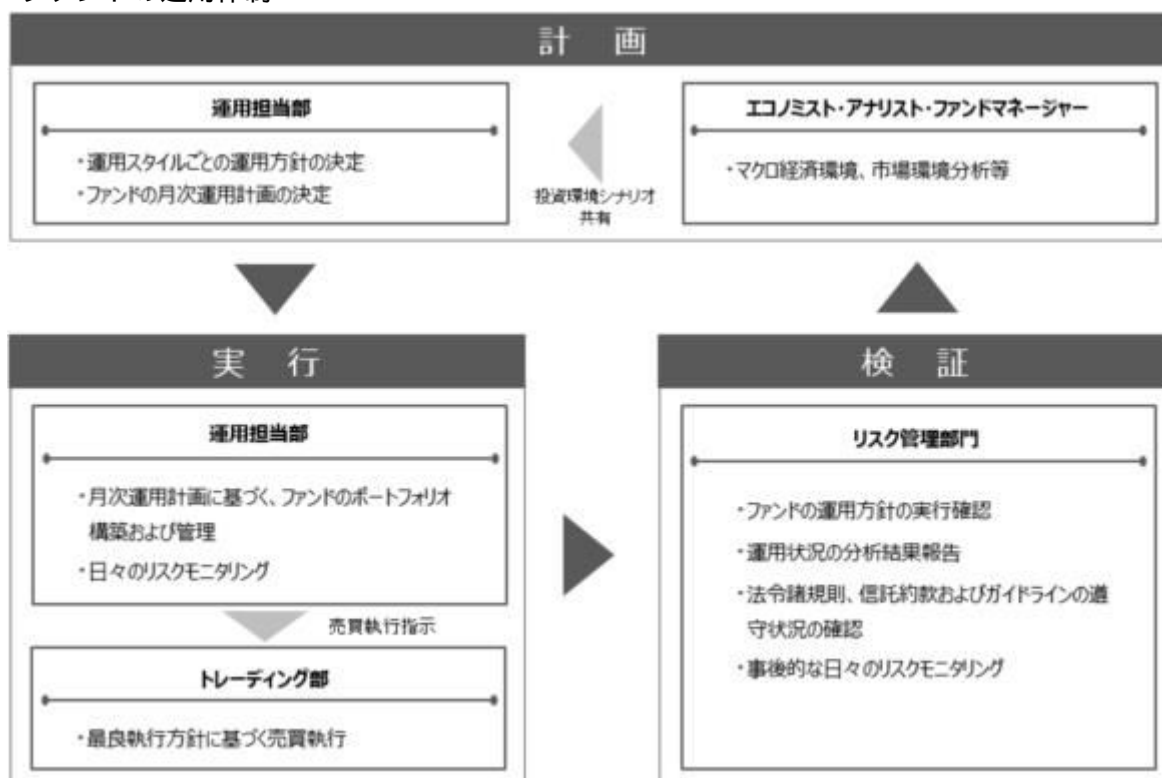 計 画
運用担当部
・運用スタイルごとの運用方針の決定
・ファンドの月次運用計画の決定
投資環境シナリオ
共有
エコノミスト・アナリスト・ファンドマネージャー
・マクロ経済環境、市場環境分析等
実 行
運用担当部
・月次運用計画に基づく、ファンドのポートフォリオ
構築および管理
・日々のリスクモニタリング
売買執行指示
トレーディング部
・最良執行方針に基づく売買執行
検 証
リスク管理部門
・ファンドの運用方針の実行確認
・運用状況の分析結果報告
・法令諸規則、信託約款およびガイドラインの遵
守状況の確認
・事後的な日々のリスクモニタリング